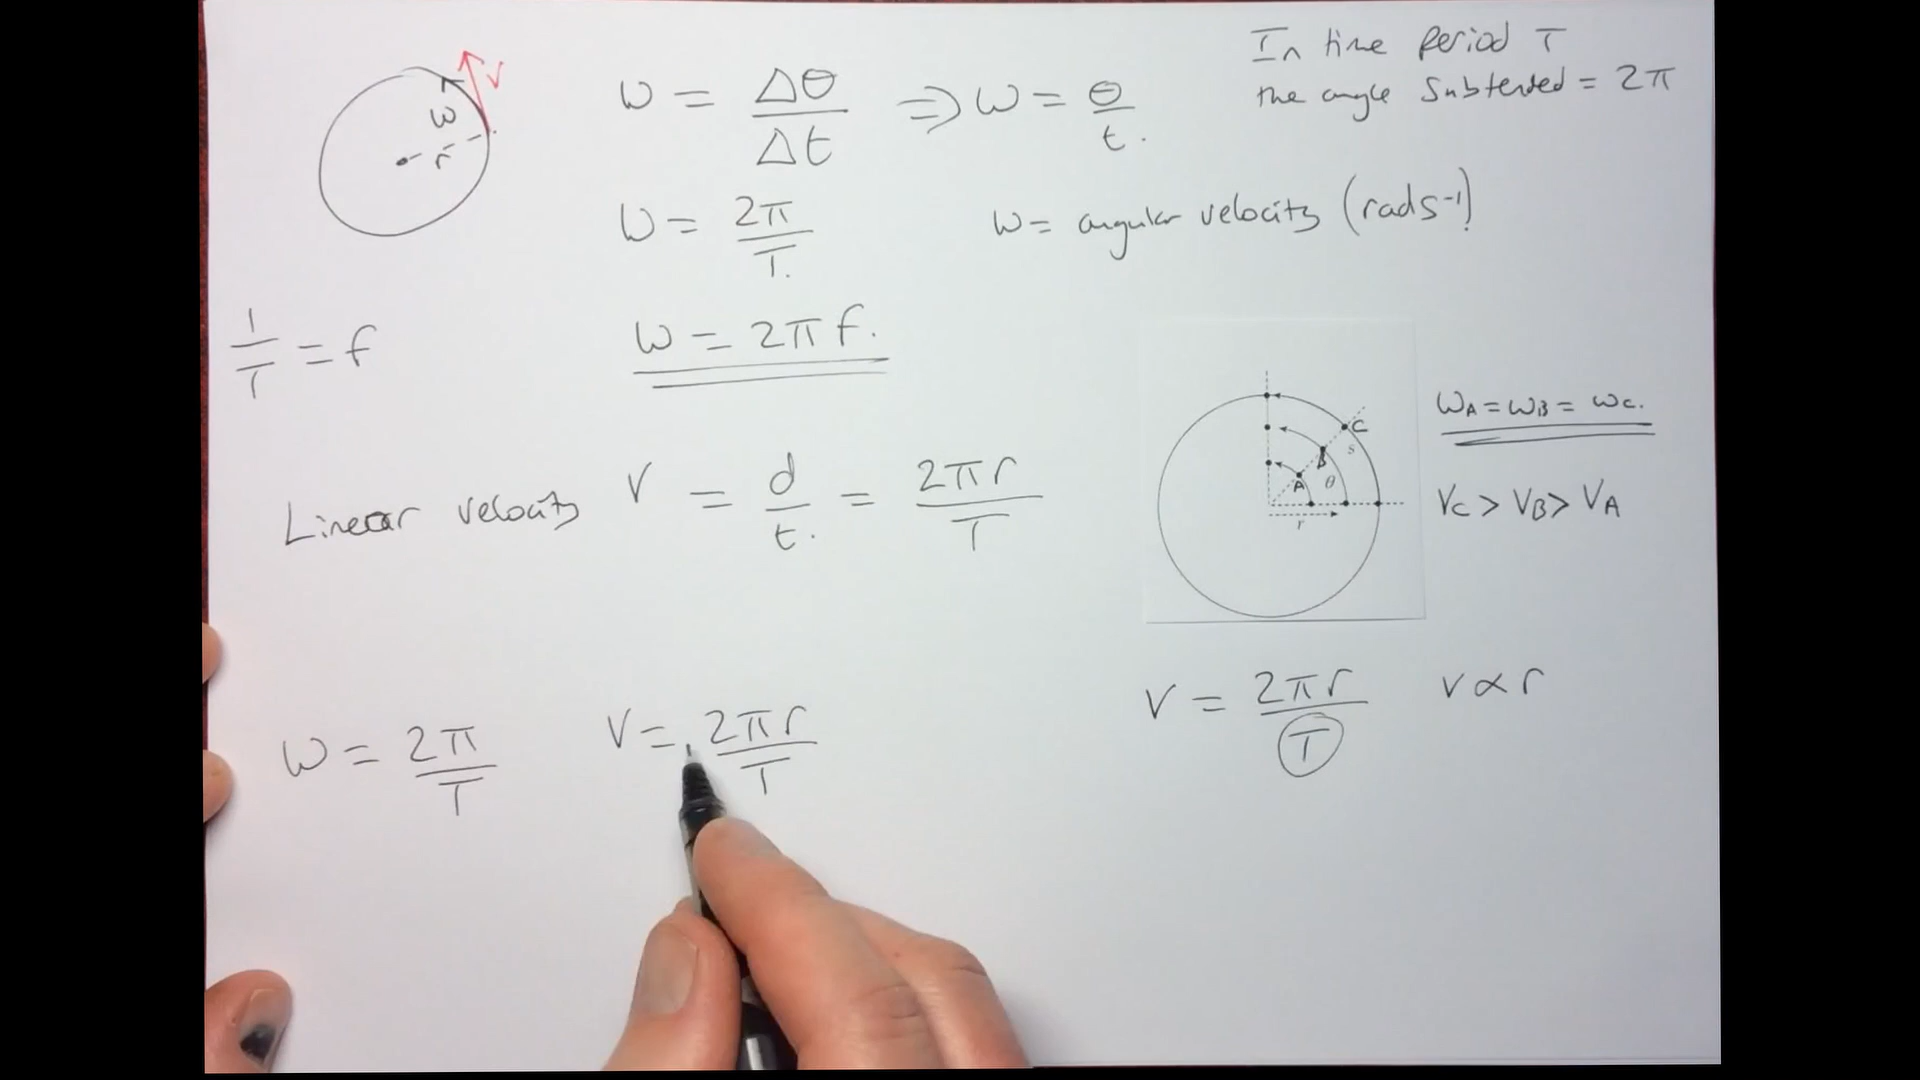 In time period T
the angle subtended = 2π
v
ω
r
ω = Δθ/Δt ⇒ ω = θ/t.
ω = 2π/T.
ω = angular velocity (rads⁻¹)
1/T = f
ω = 2πf.
ωA = ωB = ωC.
C
B
s
A
θ
r
VC > VB > VA
Linear velocity v = d/t. = 2πr/T
v = 2πr/T v ∝ r
ω = 2π/T v = 2πr/T